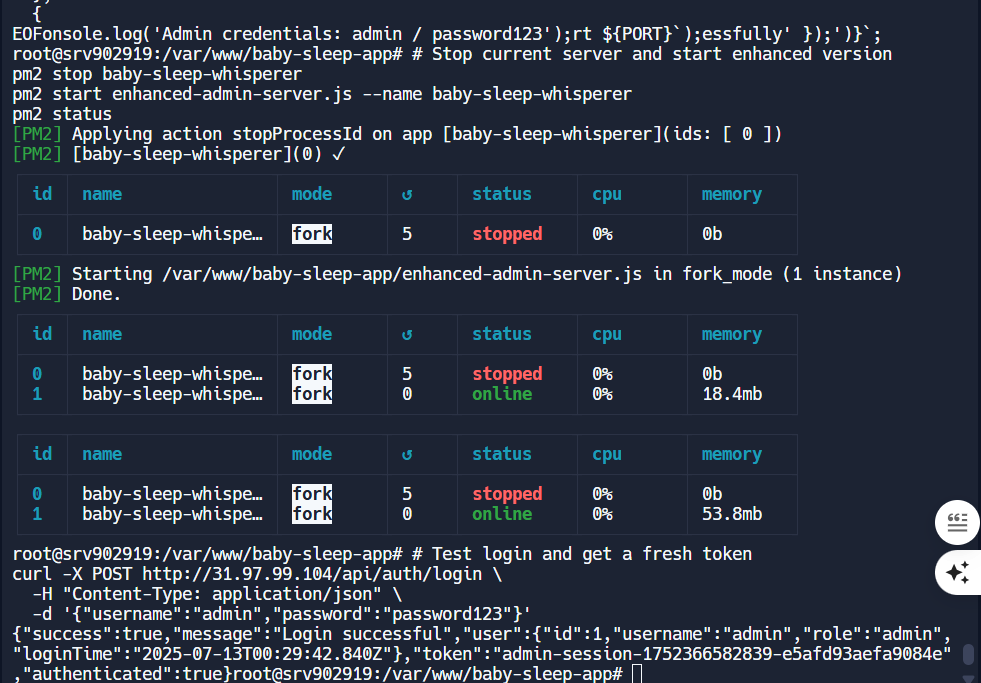 {
EOFonsole.log('Admin credentials: admin / password123');rt ${PORT}`);essfully' });')}`;
root@srv902919:/var/www/baby-sleep-app# # Stop current server and start enhanced version
pm2 stop baby-sleep-whisperer
pm2 start enhanced-admin-server.js --name baby-sleep-whisperer
pm2 status
[PM2] Applying action stopProcessId on app [baby-sleep-whisperer](ids: [ 0 ])
[PM2] [baby-sleep-whisperer](0) ✓
id name mode ↺ status cpu memory
0 baby-sleep-whispe… fork 5 stopped 0% 0b
[PM2] Starting /var/www/baby-sleep-app/enhanced-admin-server.js in fork_mode (1 instance)
[PM2] Done.
id name mode ↺ status cpu memory
0 baby-sleep-whispe… fork 5 stopped 0% 0b
1 baby-sleep-whispe… fork 0 online 0% 18.4mb
id name mode ↺ status cpu memory
0 baby-sleep-whispe… fork 5 stopped 0% 0b
1 baby-sleep-whispe… fork 0 online 0% 53.8mb
root@srv902919:/var/www/baby-sleep-app# # Test login and get a fresh token
curl -X POST http://31.97.99.104/api/auth/login \
-H "Content-Type: application/json" \
-d '{"username":"admin","password":"password123"}'
{"success":true,"message":"Login successful","user":{"id":1,"username":"admin","role":"admin",
"loginTime":"2025-07-13T00:29:42.840Z"},"token":"admin-session-1752366582839-e5afd93aefa9084e"
,"authenticated":true}root@srv902919:/var/www/baby-sleep-app#